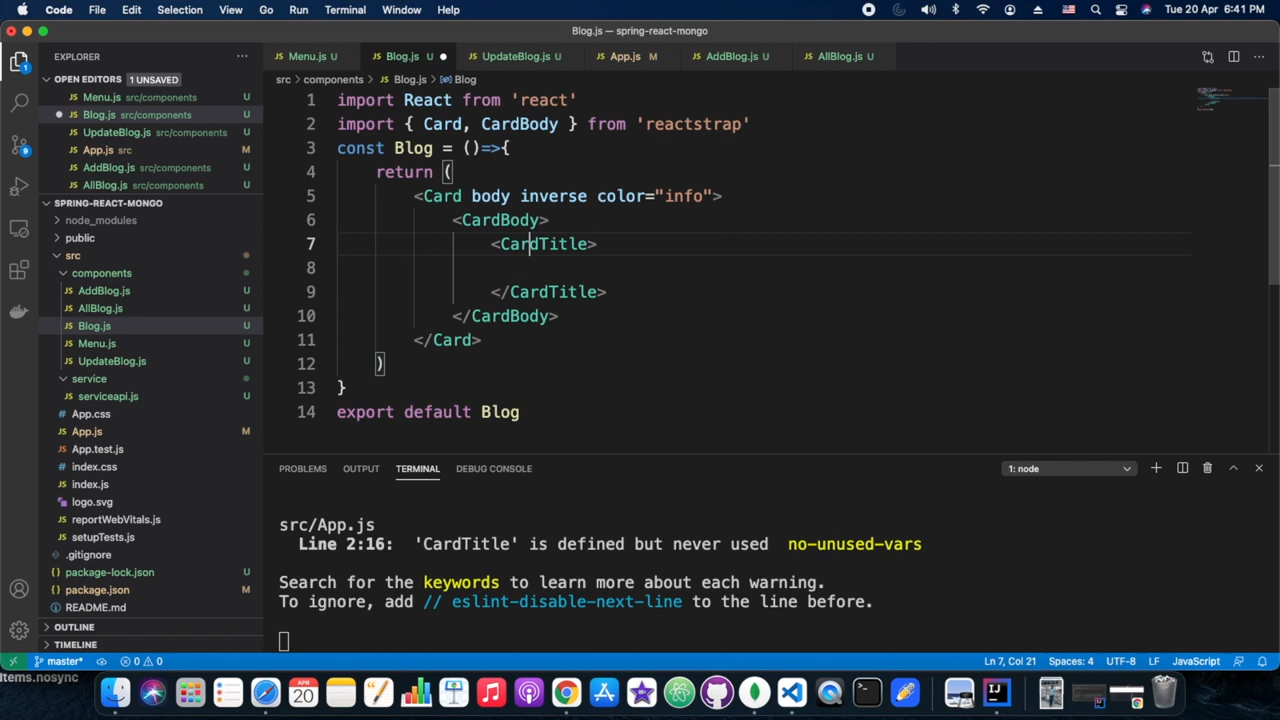 Code File Edit Selection View Go Run Terminal Window Help Tue 20 Apr 6:41 PM
Blog.js — spring-react-mongo
EXPLORER
Menu.js U Blog.js U UpdateBlog.js U App.js M AddBlog.js U AllBlog.js U
OPEN EDITORS 1 UNSAVED
src > components > Blog.js > Blog
Menu.js src/components U
Blog.js src/components U
UpdateBlog.js src/components U
App.js src M
AddBlog.js src/components U
AllBlog.js src/components U
SPRING-REACT-MONGO
node_modules
public
src
components
AddBlog.js U
AllBlog.js U
Blog.js U
Menu.js U
UpdateBlog.js U
service
serviceapi.js U
App.css
App.js M
App.test.js
index.css
index.js
logo.svg
reportWebVitals.js
setupTests.js
.gitignore
package-lock.json U
package.json M
README.md
OUTLINE
TIMELINE
1 import React from 'react'
2 import { Card, CardBody } from 'reactstrap'
3 const Blog = ()=>{
4 return (
5 <Card body inverse color="info">
6 <CardBody>
7 <CardTitle>
8
9 </CardTitle>
10 </CardBody>
11 </Card>
12 )
13 }
14 export default Blog
PROBLEMS OUTPUT TERMINAL DEBUG CONSOLE 1: node
src/App.js
Line 2:16: 'CardTitle' is defined but never used no-unused-vars
Search for the keywords to learn more about each warning.
To ignore, add // eslint-disable-next-line to the line before.
master* 0 0 Ln 7, Col 21 Spaces: 4 UTF-8 LF JavaScript
Items.nosync
APR
20